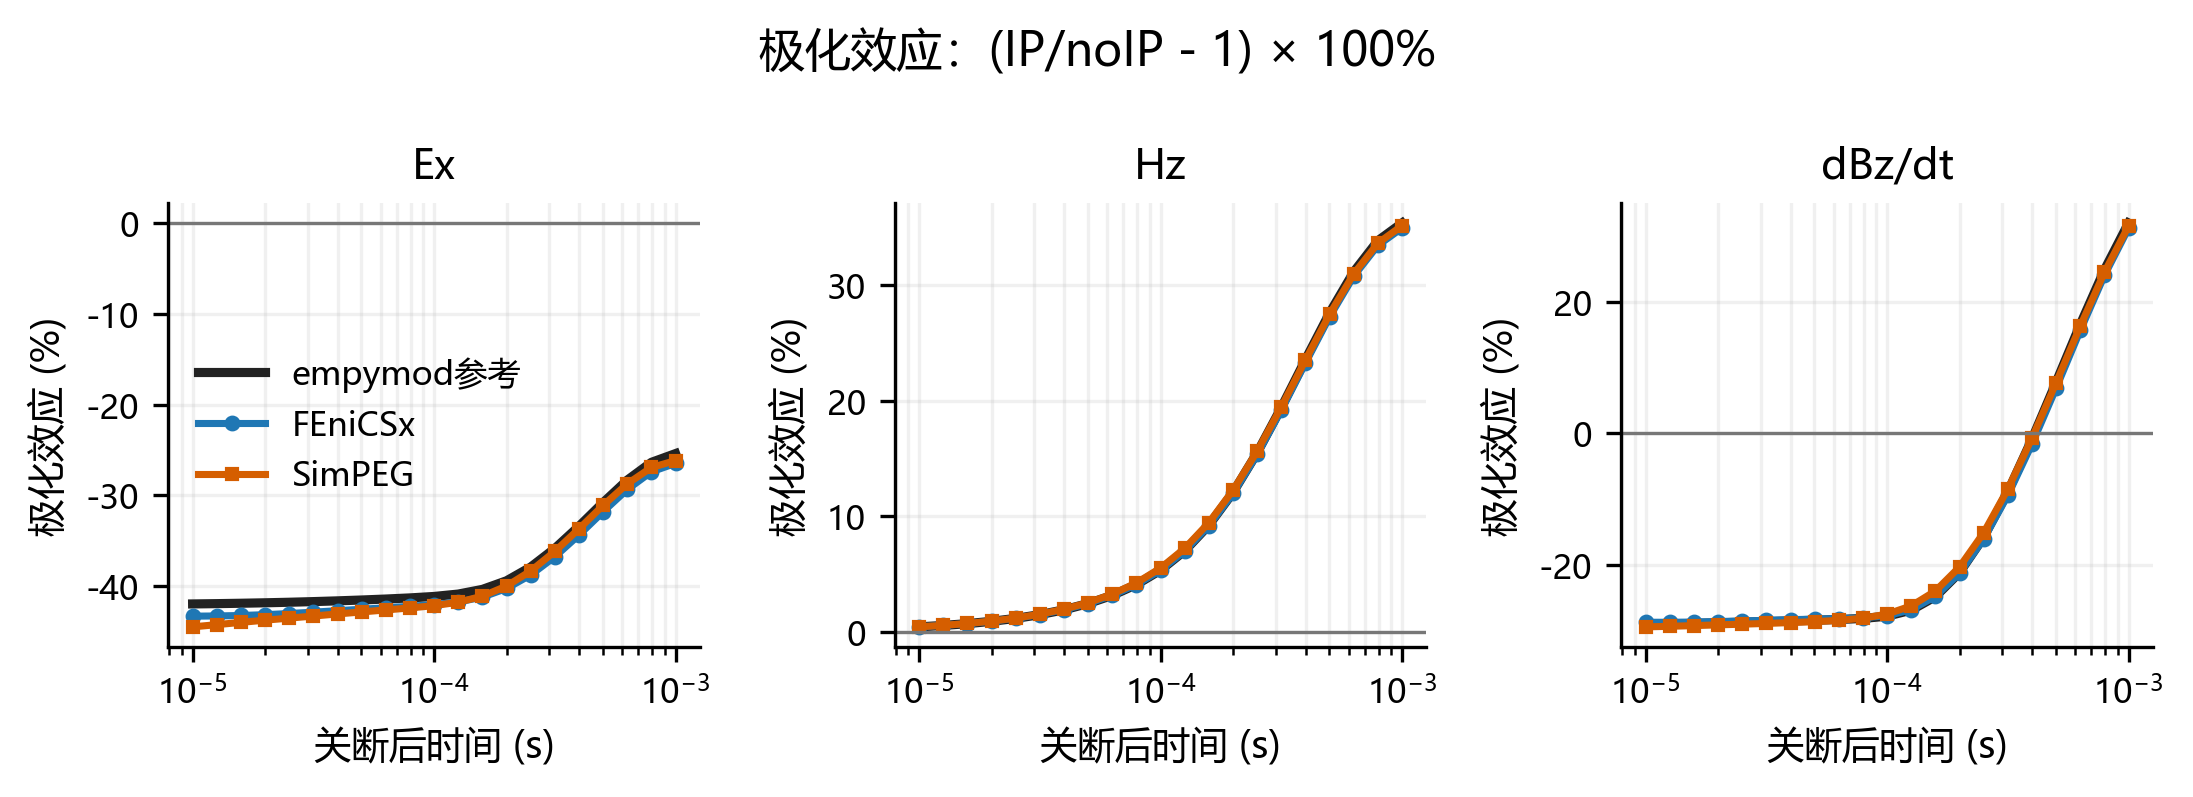 极化效应：(IP/noIP - 1) × 100%
Ex
0
-10
-20
-30
-40
极化效应 (%)
empymod参考
FEniCSx
SimPEG
10⁻⁵ 10⁻⁴ 10⁻³
关断后时间 (s)
Hz
30
20
10
0
极化效应 (%)
10⁻⁵ 10⁻⁴ 10⁻³
关断后时间 (s)
dBz/dt
20
0
-20
极化效应 (%)
10⁻⁵ 10⁻⁴ 10⁻³
关断后时间 (s)